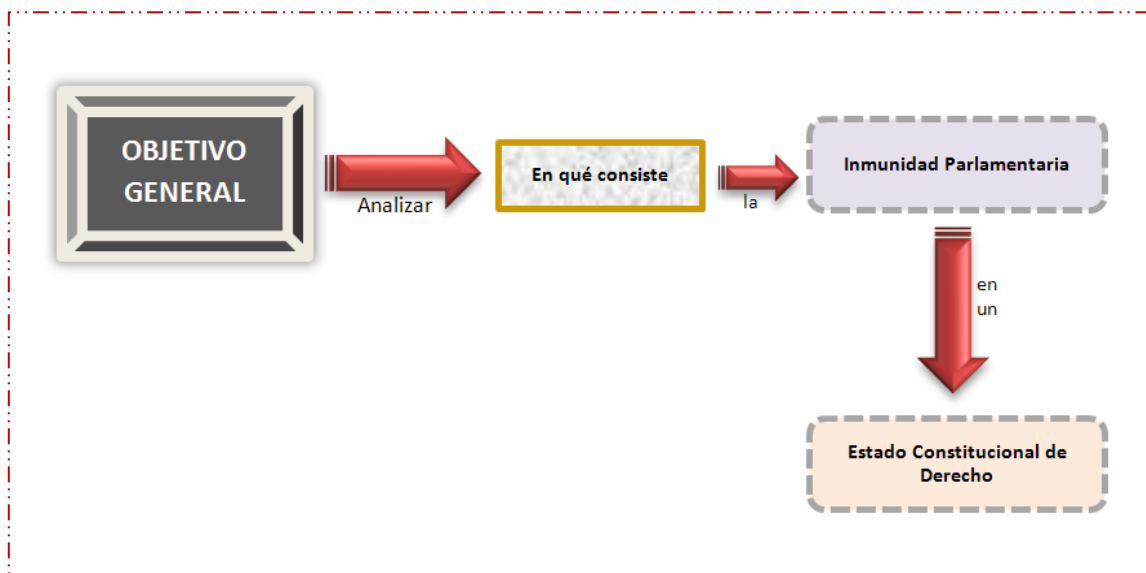 OBJETIVO
GENERAL
Analizar
En qué consiste
la
Inmunidad Parlamentaria
en
un
Estado Constitucional de
Derecho